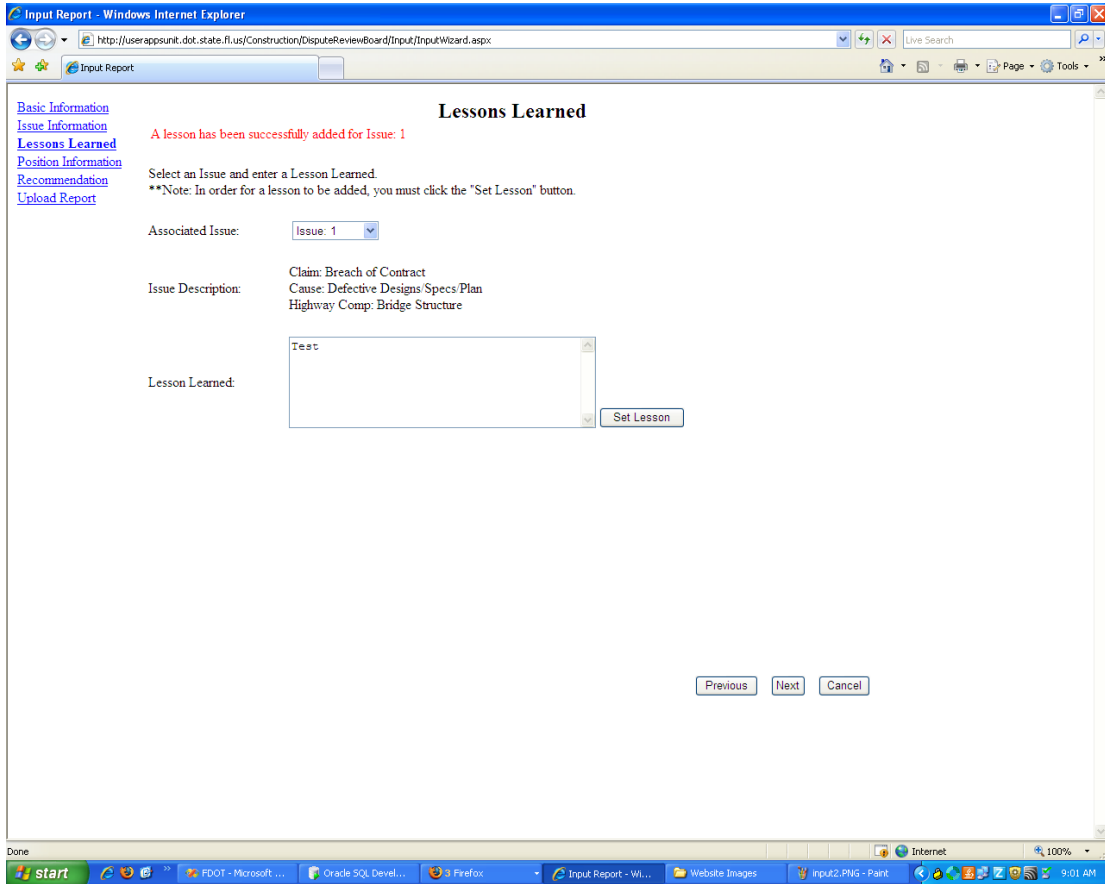 Input Report - Windows Internet Explorer
http://userappsunit.dot.state.fl.us/Construction/DisputeReviewBoard/Input/InputWizard.aspx
Live Search
Input Report
Page
Tools
»
Basic Information
Issue Information
Lessons Learned
Position Information
Recommendation
Upload Report
Lessons Learned
A lesson has been successfully added for Issue: 1
Select an Issue and enter a Lesson Learned.
**Note: In order for a lesson to be added, you must click the "Set Lesson" button.
Associated Issue:
Issue: 1
Issue Description:
Claim: Breach of Contract
Cause: Defective Designs/Specs/Plan
Highway Comp: Bridge Structure
Lesson Learned:
Test
Set Lesson
Previous
Next
Cancel
Done
Internet
100%
start
»
FDOT - Microsoft ...
Oracle SQL Devel...
3 Firefox
Input Report - Wi...
Website Images
input2.PNG - Paint
9:01 AM